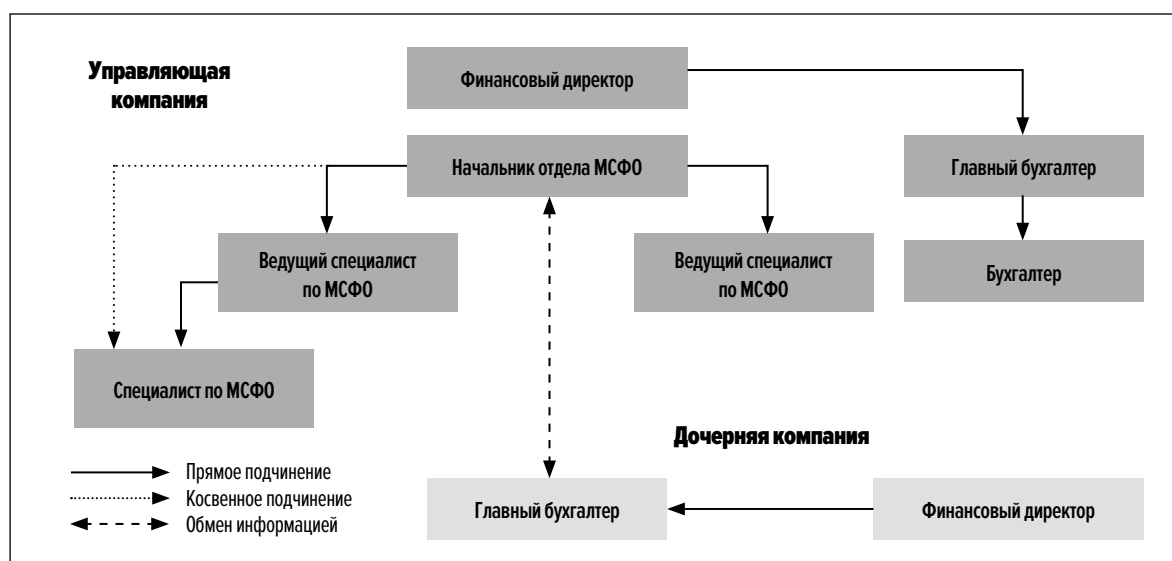 Управляющая
компания
Финансовый директор
Начальник отдела МСФО
Главный бухгалтер
Ведущий специалист
по МСФО
Ведущий специалист
по МСФО
Бухгалтер
Специалист по МСФО
Дочерняя компания
Прямое подчинение
Косвенное подчинение
Обмен информацией
Главный бухгалтер
Финансовый директор